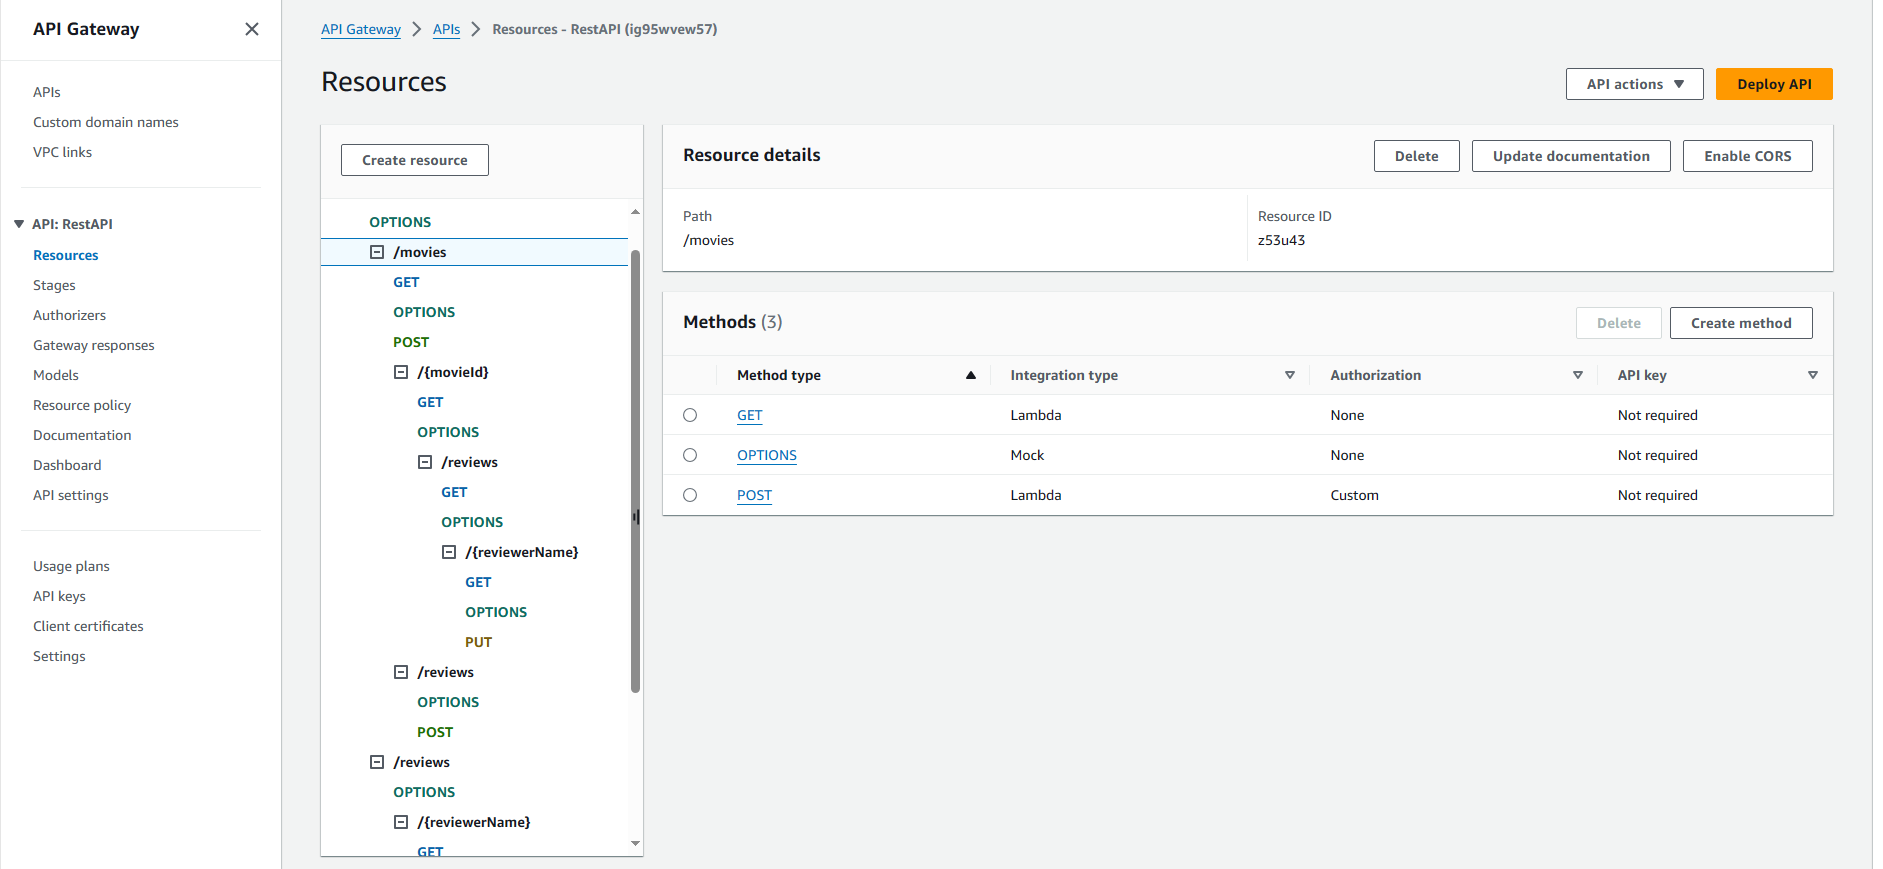 API Gateway
APIs
Custom domain names
VPC links
API: RestAPI
Resources
Stages
Authorizers
Gateway responses
Models
Resource policy
Documentation
Dashboard
API settings
Usage plans
API keys
Client certificates
Settings
API Gateway APIs Resources - RestAPI (ig95wvew57)
Resources
API actions Deploy API
Create resource
OPTIONS
/movies
GET
OPTIONS
POST
/{movieId}
GET
OPTIONS
/reviews
GET
OPTIONS
/{reviewerName}
GET
OPTIONS
PUT
/reviews
OPTIONS
POST
/reviews
OPTIONS
/{reviewerName}
GET
Resource details Delete Update documentation Enable CORS
Path Resource ID
/movies z53u43
Methods (3) Delete Create method
Method type Integration type Authorization API key
GET Lambda None Not required
OPTIONS Mock None Not required
POST Lambda Custom Not required